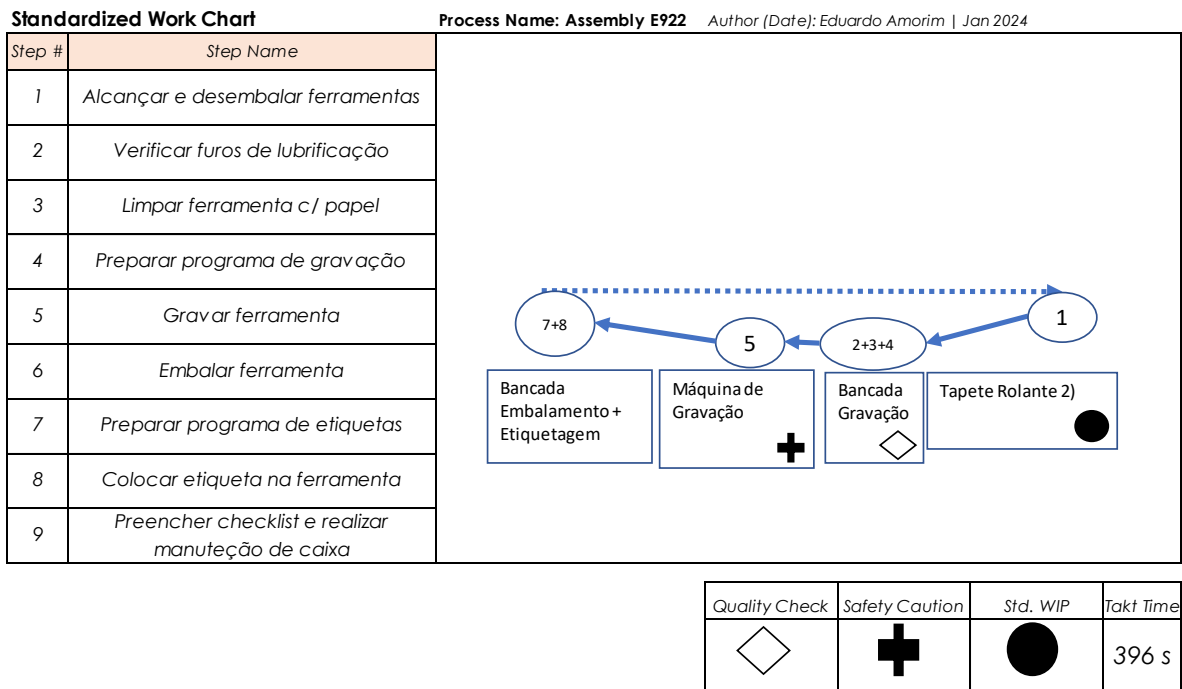 Standardized Work Chart
Process Name: Assembly E922 Author (Date): Eduardo Amorim | Jan 2024
Step # Step Name
1 Alcançar e desembalar ferramentas
2 Verificar furos de lubrificação
3 Limpar ferramenta c/ papel
4 Preparar programa de gravação
5 Gravar ferramenta
6 Embalar ferramenta
7 Preparar programa de etiquetas
8 Colocar etiqueta na ferramenta
9 Preencher checklist e realizar
manuteção de caixa
7+8
5
2+3+4
1
Bancada
Embalamento +
Etiquetagem
Máquina de
Gravação
Bancada
Gravação
Tapete Rolante 2)
Quality Check Safety Caution Std. WIP Takt Time
396 s